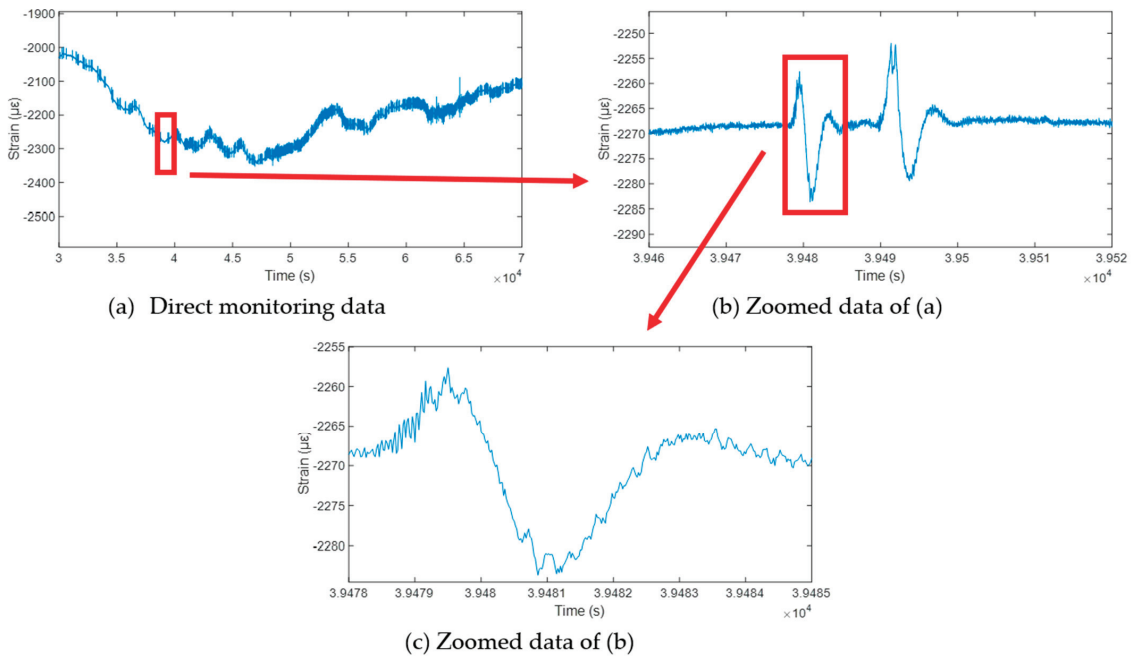 -1900
-2000
-2100
-2200
-2300
-2400
-2500
Strain (με)
3 3.5 4 4.5 5 5.5 6 6.5 7
Time (s)
×10⁴
(a) Direct monitoring data
-2250
-2255
-2260
-2265
-2270
-2275
-2280
-2285
-2290
Strain (με)
3.946 3.947 3.948 3.949 3.95 3.951 3.952
Time (s)
×10⁴
(b) Zoomed data of (a)
-2255
-2260
-2265
-2270
-2275
-2280
Strain (με)
3.9478 3.9479 3.948 3.9481 3.9482 3.9483 3.9484 3.9485
Time (s)
×10⁴
(c) Zoomed data of (b)